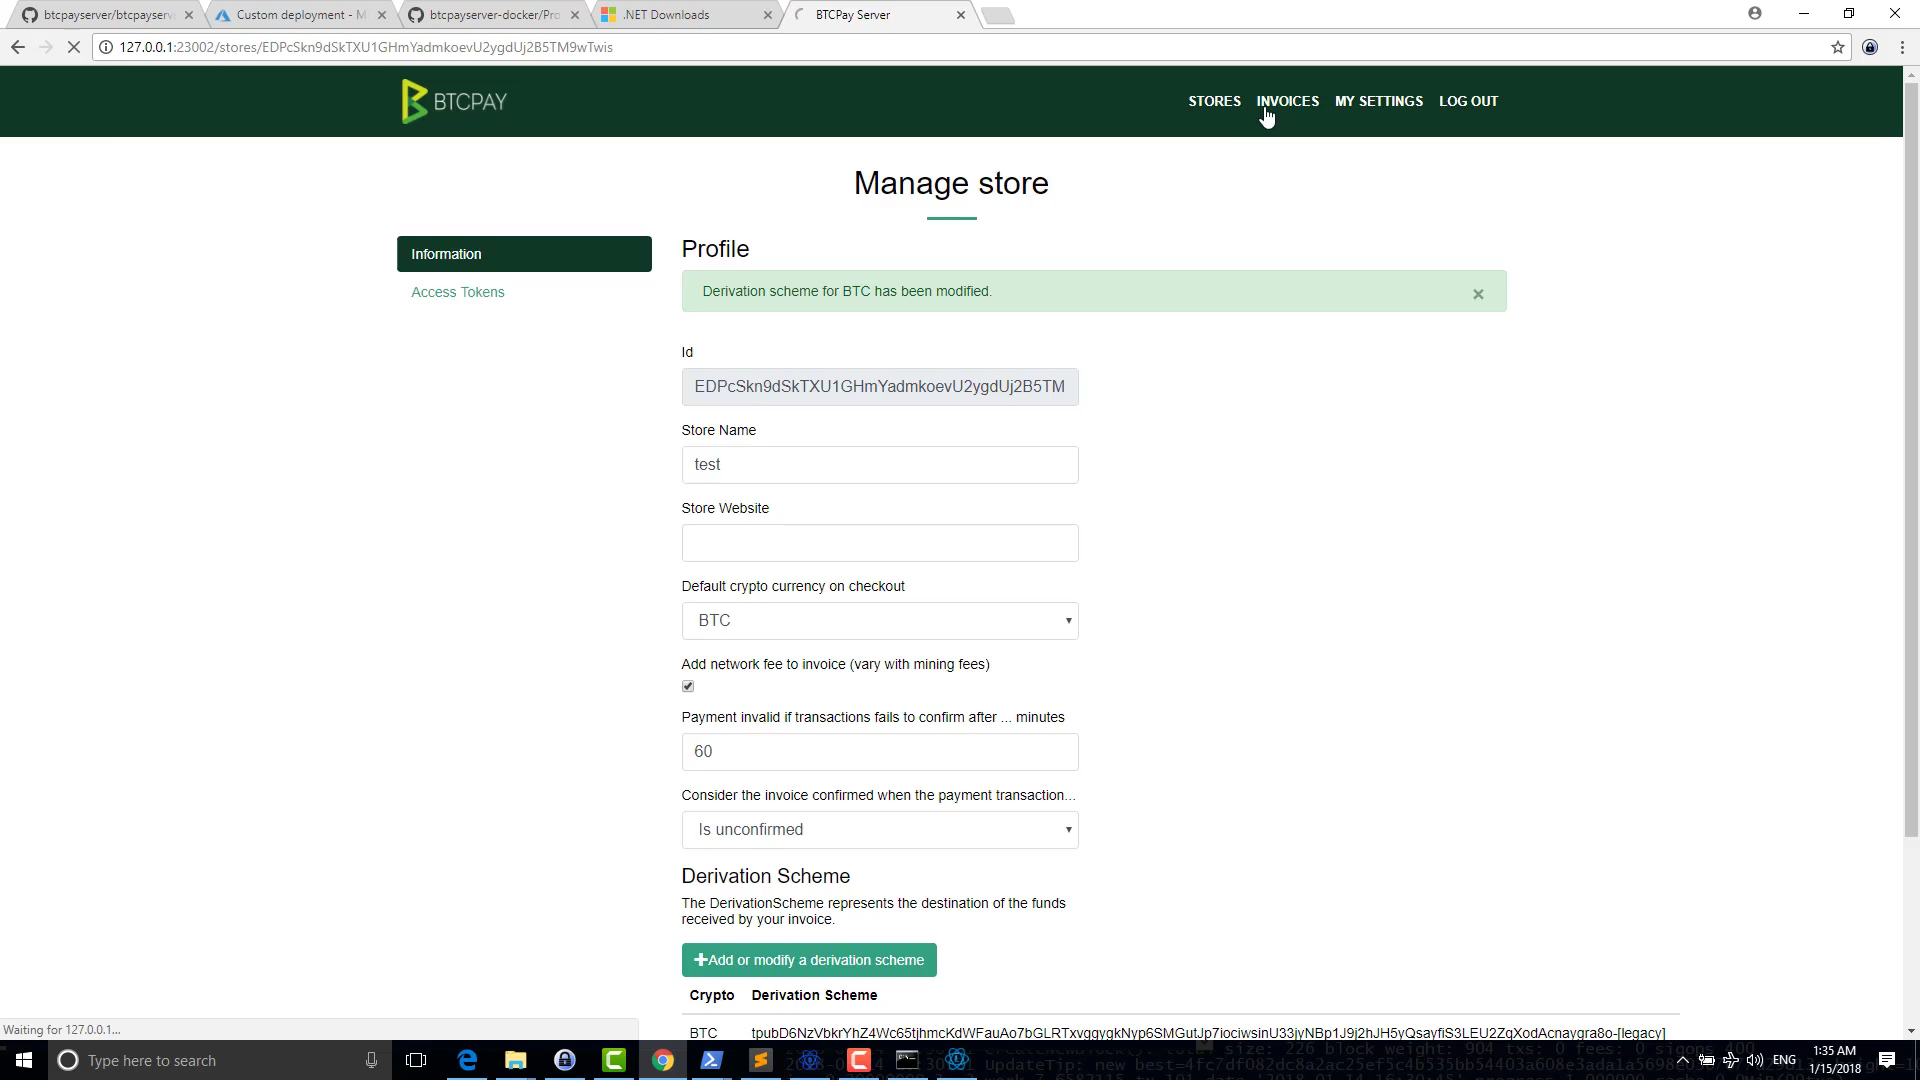 btcpayserver/btcpayserv
Custom deployment - M
btcpayserver-docker/Pro
.NET Downloads
BTCPay Server
127.0.0.1:23002/stores/EDPcSkn9dSkTXU1GHmYadmkoevU2ygdUj2B5TM9wTwis
BTCPAY
STORES INVOICES MY SETTINGS LOG OUT
Manage store
Information
Access Tokens
Profile
Derivation scheme for BTC has been modified.
×
Id
EDPcSkn9dSkTXU1GHmYadmkoevU2ygdUj2B5TM
Store Name
test
Store Website
Default crypto currency on checkout
BTC
Add network fee to invoice (vary with mining fees)
Payment invalid if transactions fails to confirm after ... minutes
60
Consider the invoice confirmed when the payment transaction...
Is unconfirmed
Derivation Scheme
The DerivationScheme represents the destination of the funds
received by your invoice.
+Add or modify a derivation scheme
Crypto Derivation Scheme
BTC tpubD6NzVbkrYhZ4Wc65tjhmcKdWFauAo7bGLRTxvggygkNyp6SMGutJp7iociwsinU33jyNBp1J9j2hJH5yQsayfiS3LEU2ZqXodAcnaygra8o-[legacy]
Waiting for 127.0.0.1...
Type here to search
ENG
1:35 AM
1/15/2018